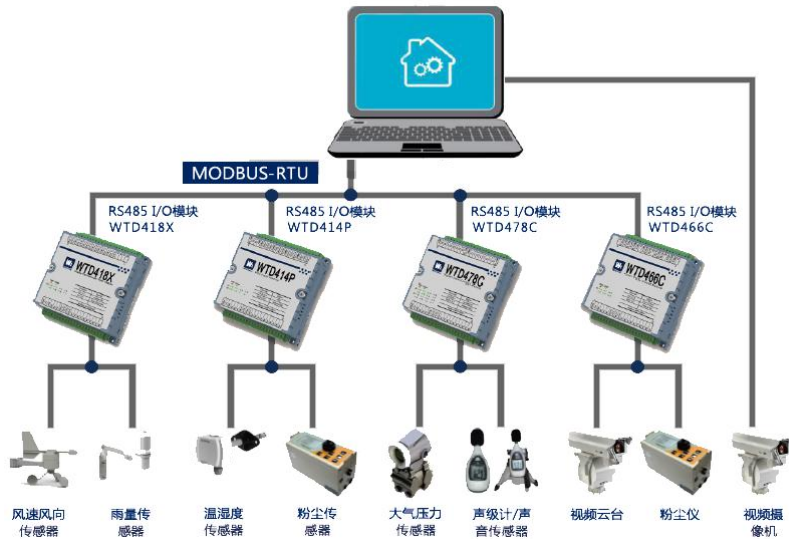 MODBUS-RTU
RS485 I/O模块
WTD418X
RS485 I/O模块
WTD414P
RS485 I/O模块
WTD478C
RS485 I/O模块
WTD466C
WTD418X
WTD414P
WTD478C
WTD466C
风速风向
传感器
雨量传
感器
温湿度
传感器
粉尘传
感器
大气压力
传感器
声级计/声
音传感器
视频云台
粉尘仪
视频摄
像机